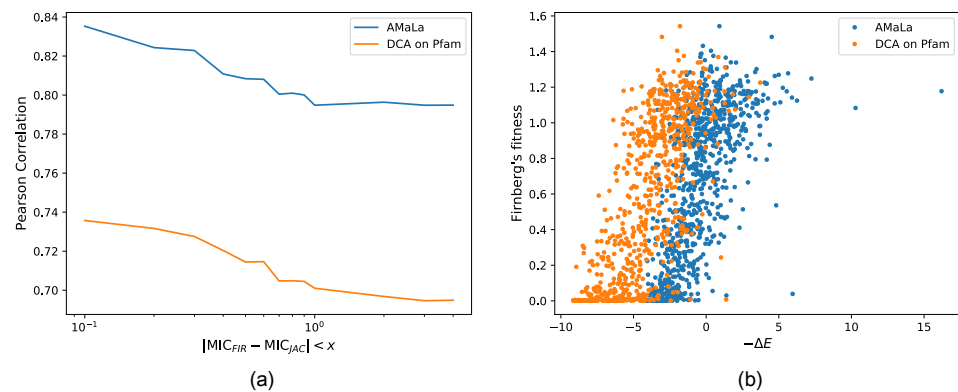 0.84
0.82
0.80
0.78
0.76
0.74
0.72
0.70
Pearson Correlation
AMaLa
DCA on Pfam
10⁻¹
10⁰
|MIC_FIR − MIC_JAC| < x
(a)
1.6
1.4
1.2
1.0
0.8
0.6
0.4
0.2
0.0
Firnberg's fitness
AMaLa
DCA on Pfam
−10
−5
0
5
10
15
−ΔE
(b)